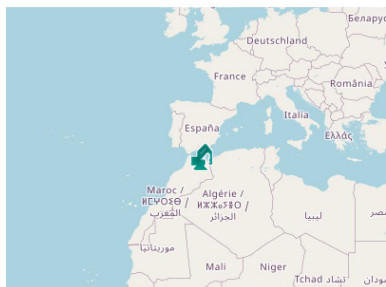 Беларусь
Deutschland
France
România
Italia
España
Ελλάς
Maroc /
ⵍⵎⵖⵔⵉⴱ /
المغرب
Algérie /
ⵍⵣⵣⴰⵢⴻⵔ /
الجزائر
ليبيا
مصر
موريتانيا
Mali
Niger
Tchad تشاد